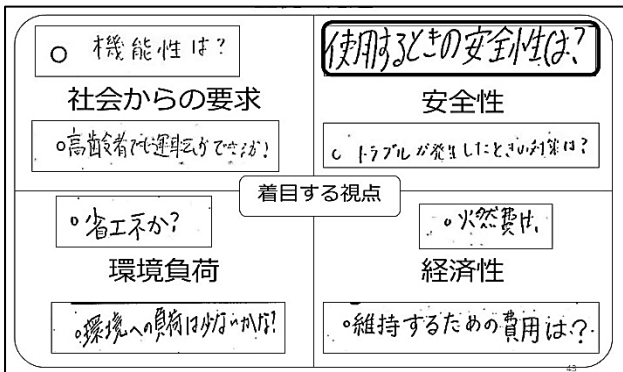 ○ 機能性は?
使用するときの安全性は?
社会からの要求
安全性
○高齢者でも運転ができるか!
○ トラブルが発生したときの対策は?
着目する視点
○省エネか?
○火然費は、
環境負荷
経済性
○環境への負荷は少ないかな?
○維持するための費用は?
43